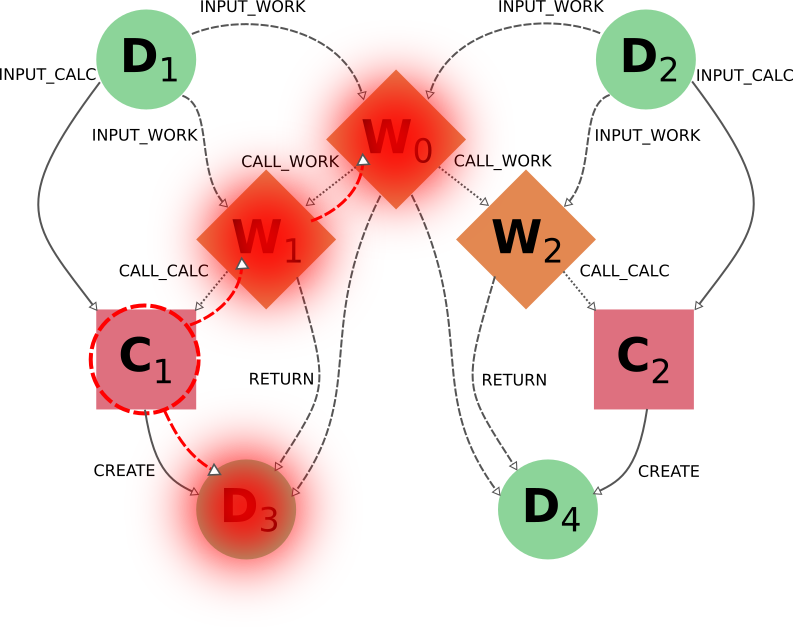 INPUT_WORK
INPUT_WORK
D1
D2
INPUT_CALC
INPUT_CALC
INPUT_WORK
W0
INPUT_WORK
CALL_WORK
CALL_WORK
W1
W2
CALL_CALC
CALL_CALC
C1
C2
RETURN
RETURN
CREATE
CREATE
D3
D4